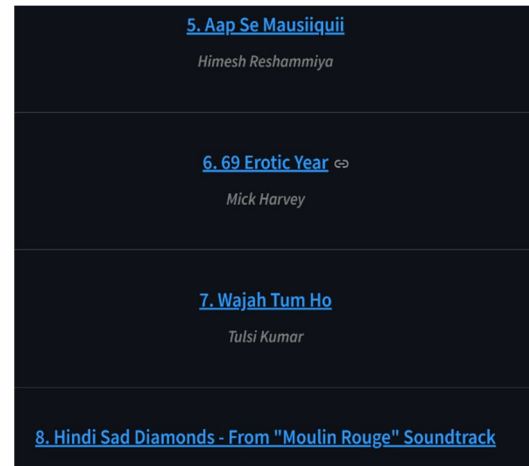 5. Aap Se Mausiiquii
Himesh Reshammiya
6. 69 Erotic Year
Mick Harvey
7. Wajah Tum Ho
Tulsi Kumar
8. Hindi Sad Diamonds - From "Moulin Rouge" Soundtrack